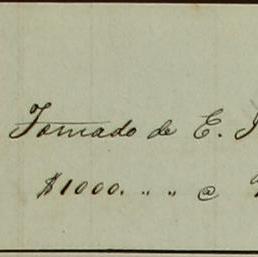 Tomado de E.
$1000. " " @